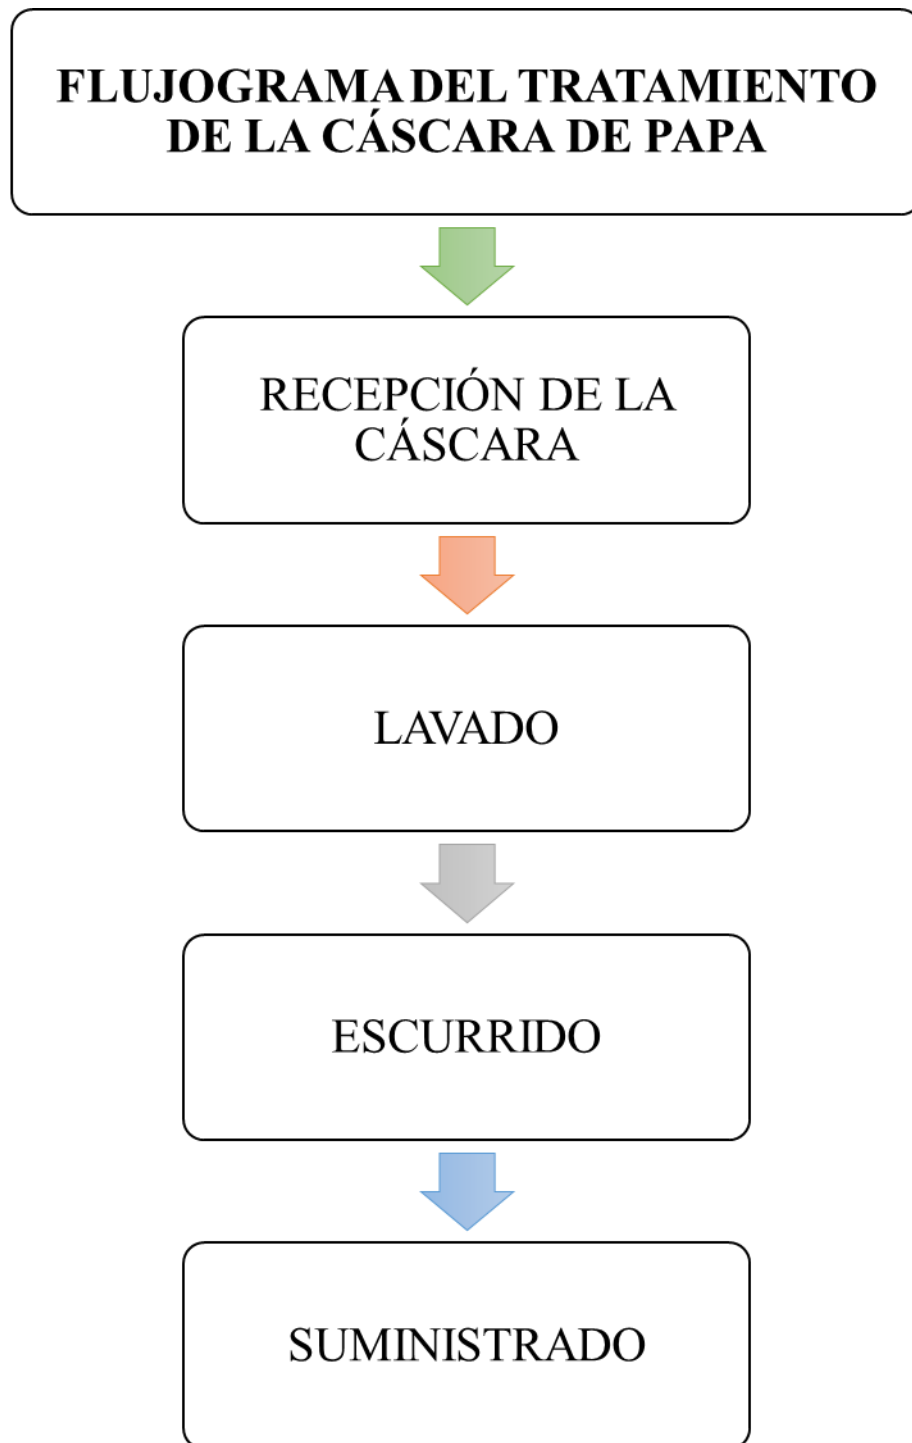 FLUJOGRAMA DEL TRATAMIENTO
DE LA CÁSCARA DE PAPA
RECEPCIÓN DE LA
CÁSCARA
LAVADO
ESCURRIDO
SUMINISTRADO